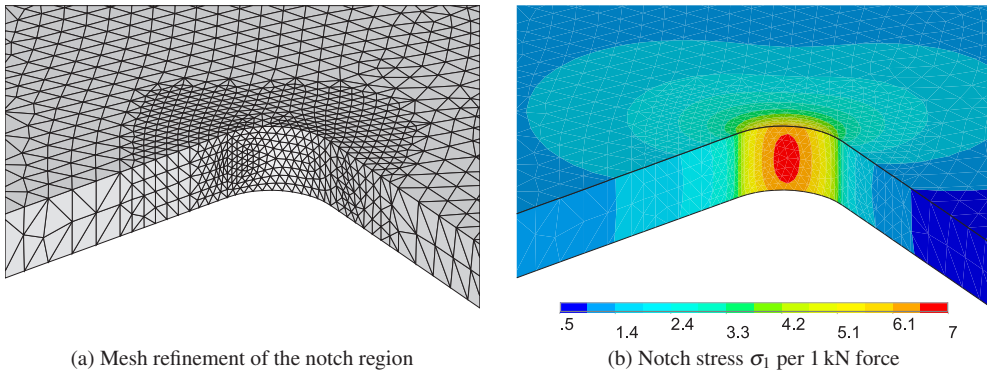 .5 1.4 2.4 3.3 4.2 5.1 6.1 7
(a) Mesh refinement of the notch region
(b) Notch stress σ1 per 1 kN force